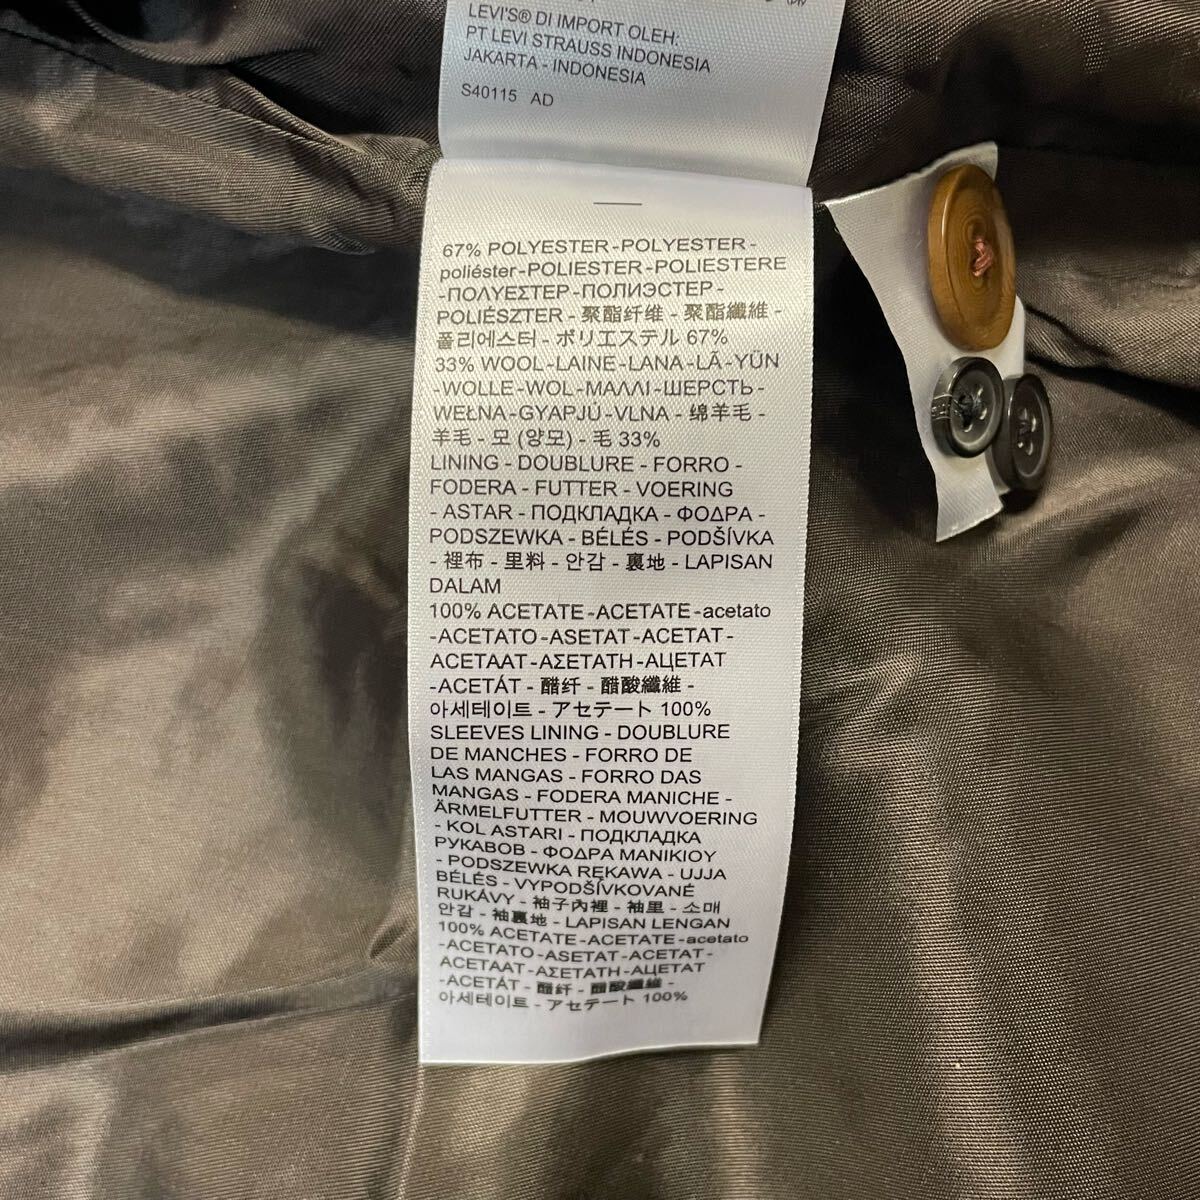 LEVI'S® DI IMPORT OLEH:
PT LEVI STRAUSS INDONESIA
JAKARTA - INDONESIA
S40115 AD
67% POLYESTER-POLYESTER-
poliéster-POLIESTER-POLIESTERE
-ΠΟΛΥΕΣΤΕΡ-ПОЛИЭСТЕР-
POLIÉSZTER - 聚酯纤维 - 聚酯纖維 -
폴리에스터 - ポリエステル 67%
33% WOOL-LAINE-LANA-LÃ-YÜN
-WOLLE-WOL-ΜΑΛΛΙ-ШЕРСТЬ-
WEŁNA-GYAPJÚ-VLNA - 绵羊毛 -
羊毛 - 모 (양모) - 毛 33%
LINING - DOUBLURE - FORRO -
FODERA - FUTTER - VOERING
- ASTAR - ПОДКЛАДКА - ΦΟΔΡΑ -
PODSZEWKA - BÉLÉS - PODŠÍVKA
- 裡布 - 里料 - 안감 - 裏地 - LAPISAN
DALAM
100% ACETATE-ACETATE-acetato
-ACETATO-ASETAT-ACETAT-
ACETAAT-ΑΣΕΤΑΤΗ-АЦЕТАТ
-ACETÁT - 醋纤 - 醋酸纖維 -
아세테이트 - アセテート 100%
SLEEVES LINING - DOUBLURE
DE MANCHES - FORRO DE
LAS MANGAS - FORRO DAS
MANGAS - FODERA MANICHE -
ÄRMELFUTTER - MOUWVOERING
- KOL ASTARI - ПОДКЛАДКА
РУКАВОВ - ΦΟΔΡΑ ΜΑΝΙΚΙΟΥ
- PODSZEWKA RĘKAWA - UJJA
BÉLÉS - VYPODŠÍVKOVANÉ
RUKÁVY - 袖子內裡 - 袖里 - 소매
안감 - 袖裏地 - LAPISAN LENGAN
100% ACETATE-ACETATE-acetato
-ACETATO-ASETAT-ACETAT-
ACETAAT-ΑΣΕΤΑΤΗ-АЦЕТАТ
-ACETÁT - 醋纤 - 醋酸纖維 -
아세테이트 - アセテート 100%